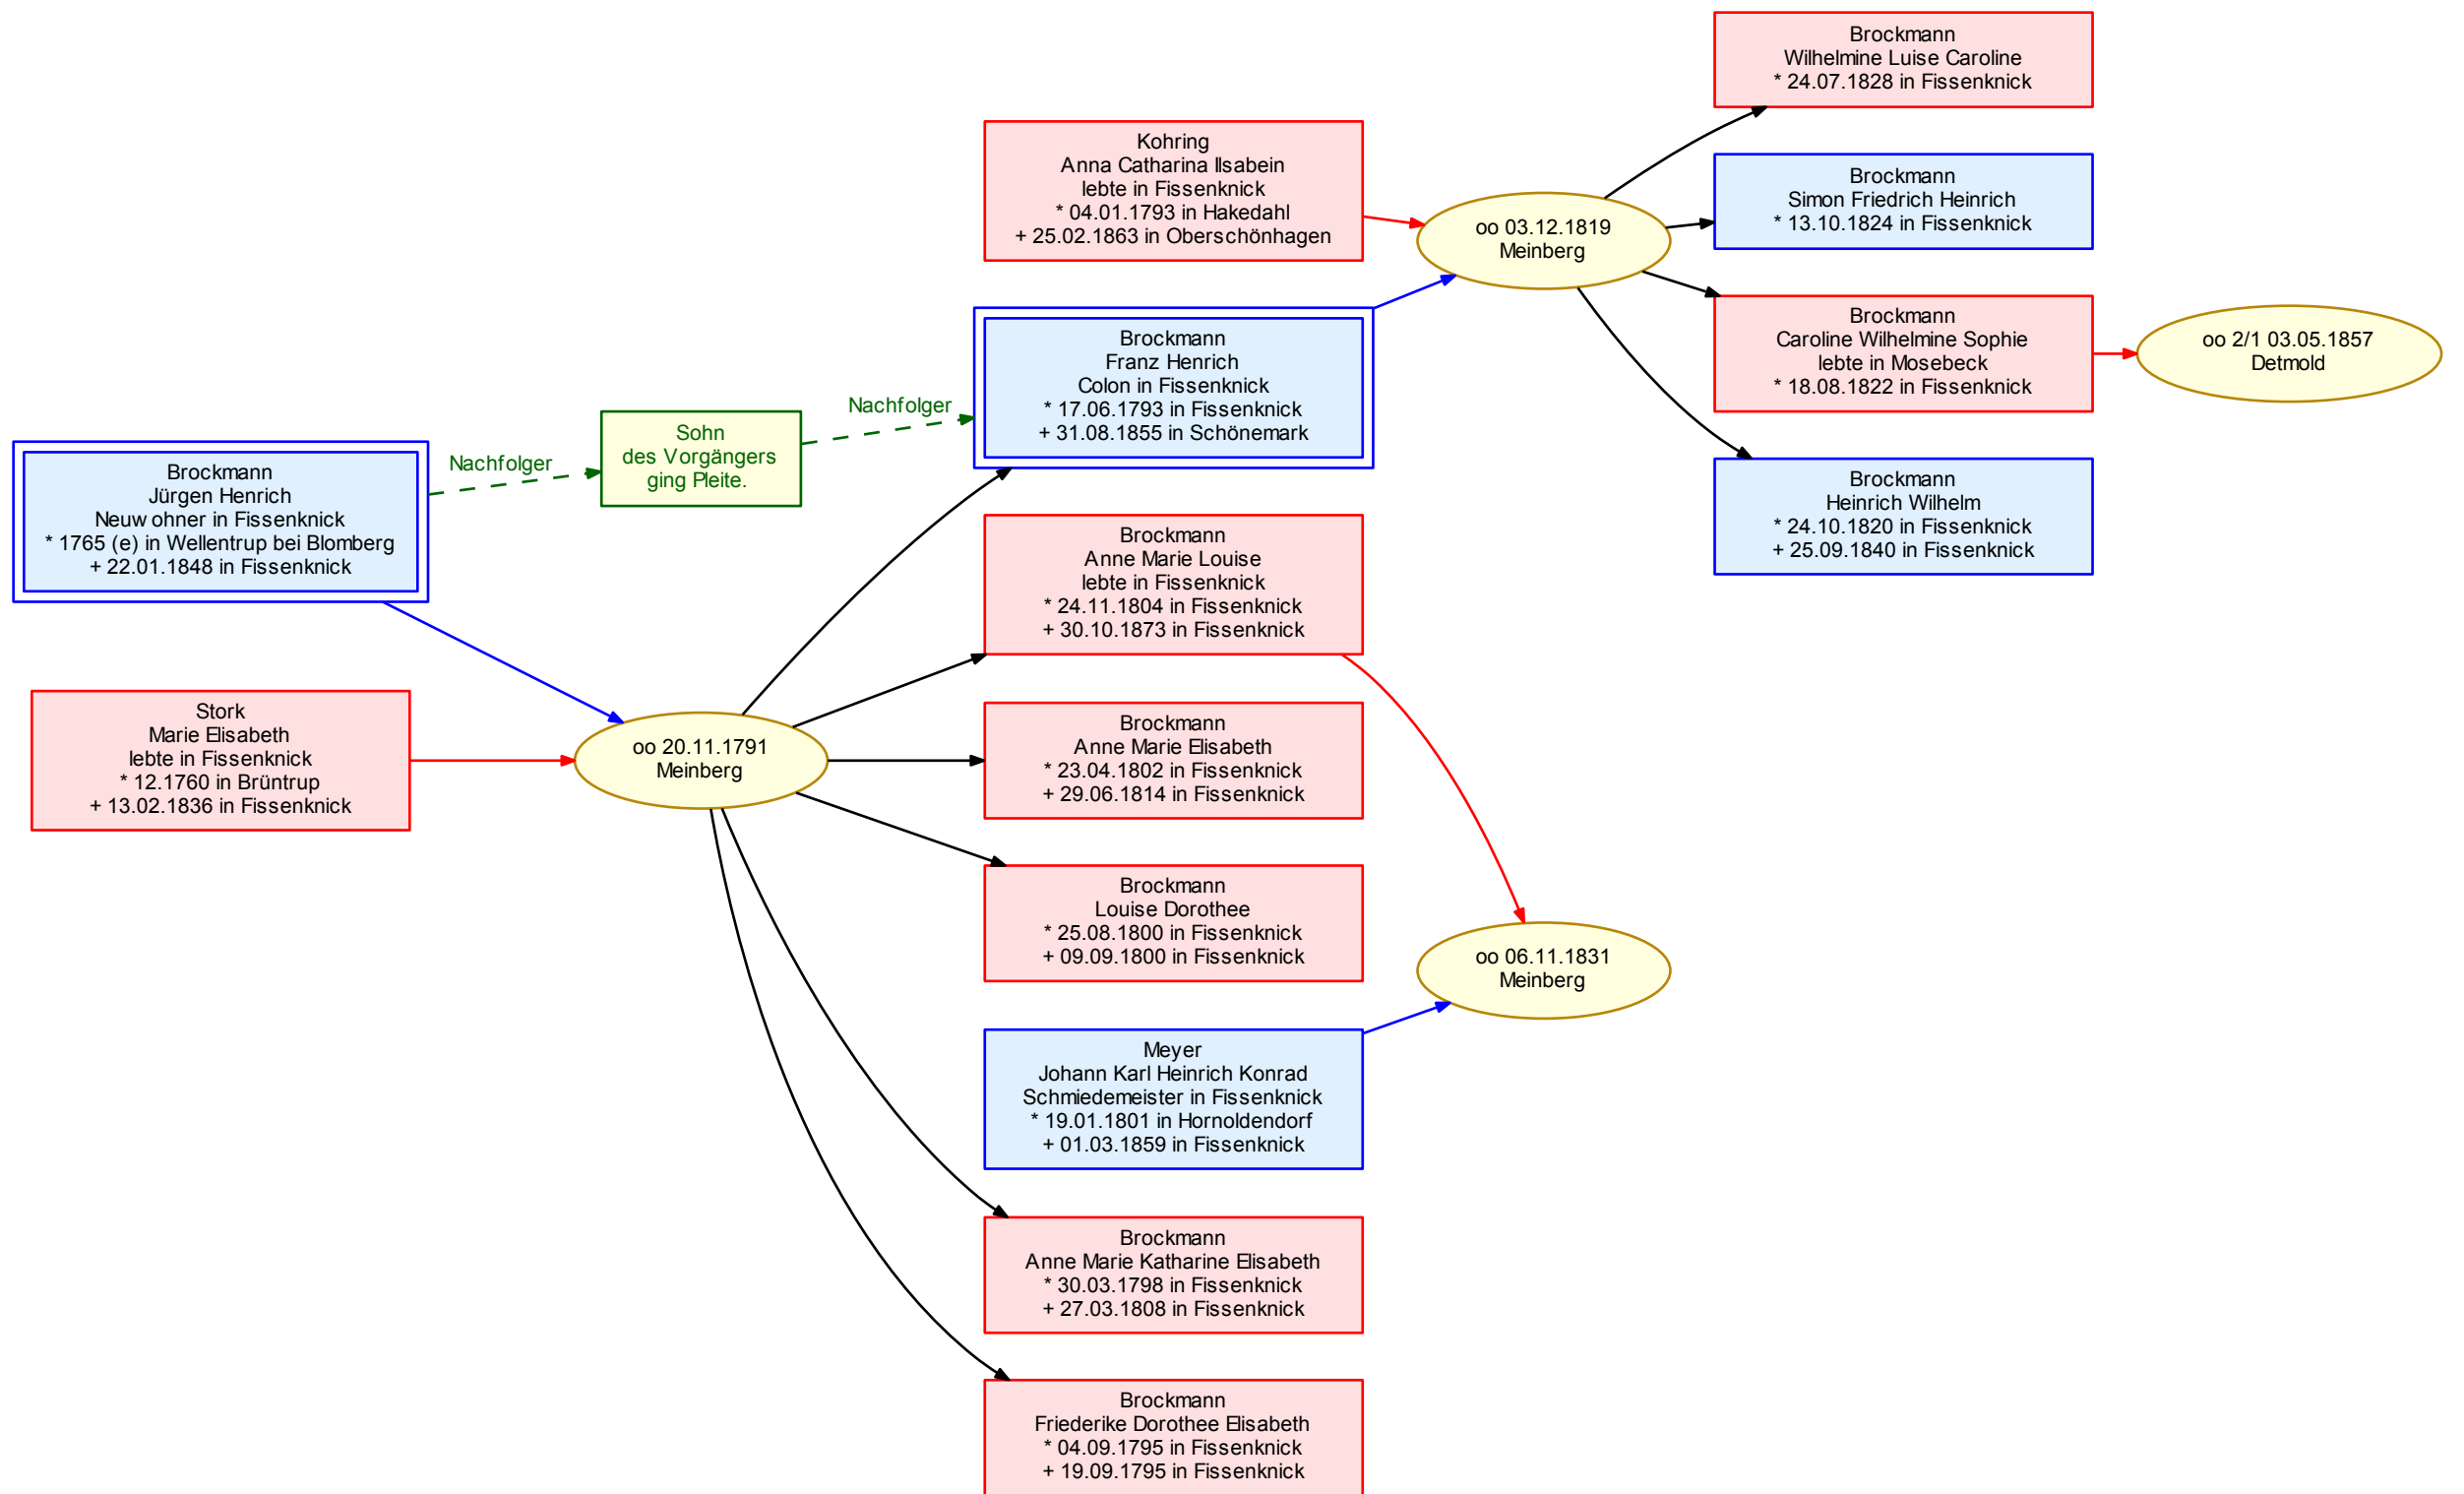 Brockmann
Wilhelmine Luise Caroline
* 24.07.1828 in Fissenknick
Kohring
Anna Catharina Ilsabein
lebte in Fissenknick
* 04.01.1793 in Hakedahl
+ 25.02.1863 in Oberschönhagen
Brockmann
Simon Friedrich Heinrich
* 13.10.1824 in Fissenknick
oo 03.12.1819
Meinberg
Brockmann
Franz Henrich
Colon in Fissenknick
* 17.06.1793 in Fissenknick
+ 31.08.1855 in Schönemark
Brockmann
Caroline Wilhelmine Sophie
lebte in Mosebeck
* 18.08.1822 in Fissenknick
oo 2/1 03.05.1857
Detmold
Nachfolger
Sohn
des Vorgängers
ging Pleite.
Nachfolger
Brockmann
Jürgen Henrich
Neuwohner in Fissenknick
* 1765 (e) in Wellentrup bei Blomberg
+ 22.01.1848 in Fissenknick
Brockmann
Heinrich Wilhelm
* 24.10.1820 in Fissenknick
+ 25.09.1840 in Fissenknick
Brockmann
Anne Marie Louise
lebte in Fissenknick
* 24.11.1804 in Fissenknick
+ 30.10.1873 in Fissenknick
Stork
Marie Elisabeth
lebte in Fissenknick
* 12.1760 in Brüntrup
+ 13.02.1836 in Fissenknick
oo 20.11.1791
Meinberg
Brockmann
Anne Marie Elisabeth
* 23.04.1802 in Fissenknick
+ 29.06.1814 in Fissenknick
Brockmann
Louise Dorothee
* 25.08.1800 in Fissenknick
+ 09.09.1800 in Fissenknick
oo 06.11.1831
Meinberg
Meyer
Johann Karl Heinrich Konrad
Schmiedemeister in Fissenknick
* 19.01.1801 in Hornoldendorf
+ 01.03.1859 in Fissenknick
Brockmann
Anne Marie Katharine Elisabeth
* 30.03.1798 in Fissenknick
+ 27.03.1808 in Fissenknick
Brockmann
Friederike Dorothee Elisabeth
* 04.09.1795 in Fissenknick
+ 19.09.1795 in Fissenknick